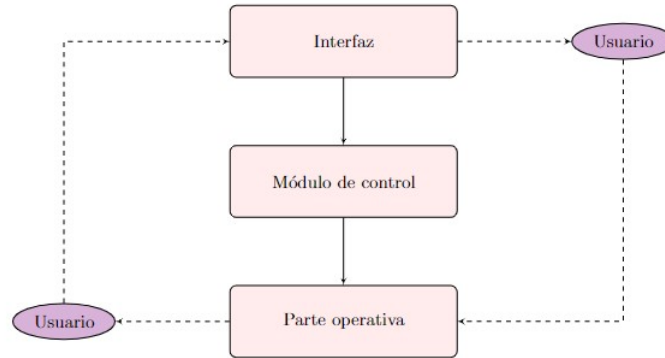 Interfaz
Usuario
Módulo de control
Usuario
Parte operativa